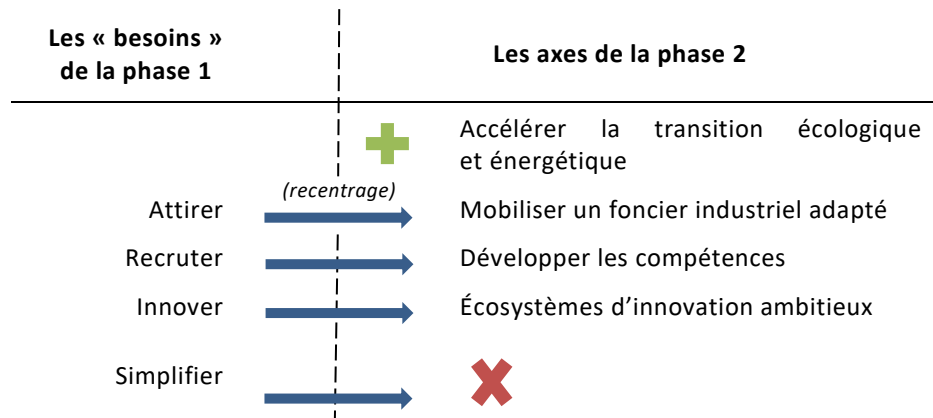 Les « besoins »
de la phase 1
Les axes de la phase 2
Accélérer la transition écologique
et énergétique
(recentrage)
Attirer
Mobiliser un foncier industriel adapté
Recruter
Développer les compétences
Innover
Écosystèmes d’innovation ambitieux
Simplifier